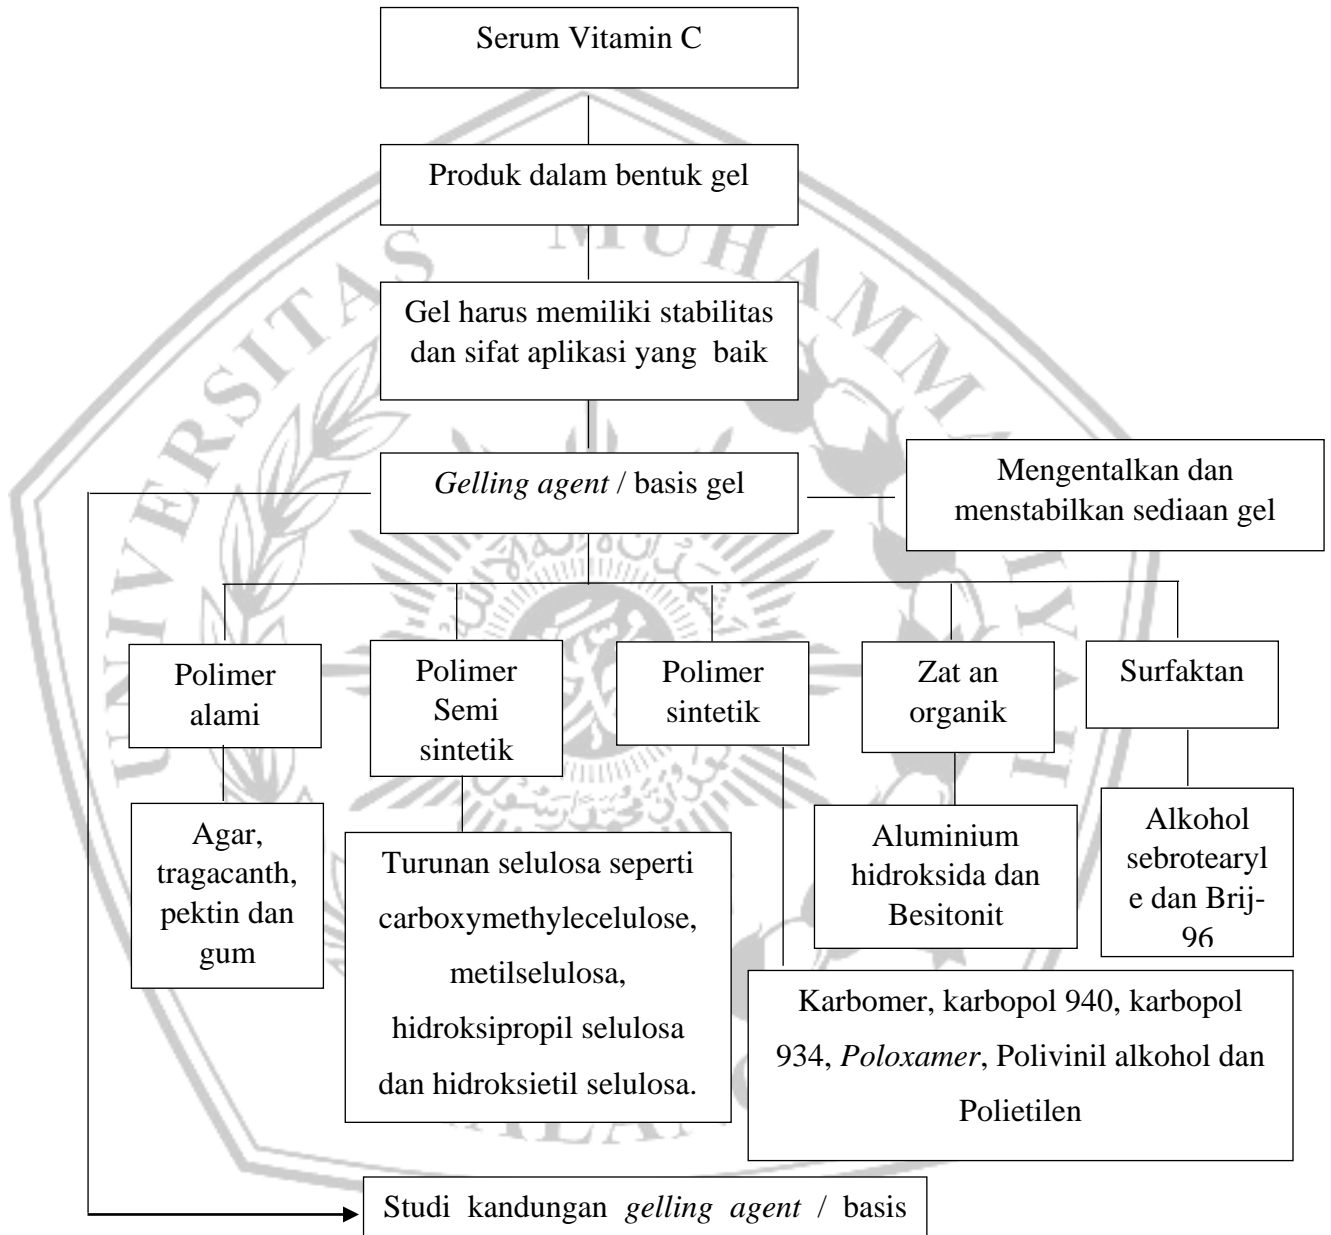 Serum Vitamin C
Produk dalam bentuk gel
Gel harus memiliki stabilitas
dan sifat aplikasi yang baik
Gelling agent / basis gel
Mengentalkan dan
menstabilkan sediaan gel
Polimer
alami
Polimer
Semi
sintetik
Polimer
sintetik
Zat an
organik
Surfaktan
Agar,
tragacanth,
pektin dan
gum
Turunan selulosa seperti
carboxymethylecelulose,
metilselulosa,
hidroksipropil selulosa
dan hidroksietil selulosa.
Aluminium
hidroksida dan
Besitonit
Alkohol
sebrotearyl
e dan Brij-
96
Karbomer, karbopol 940, karbopol
934, Poloxamer, Polivinil alkohol dan
Polietilen
Studi kandungan gelling agent / basis
UNIVERSITAS MUHAMMADIYAH
MALANG